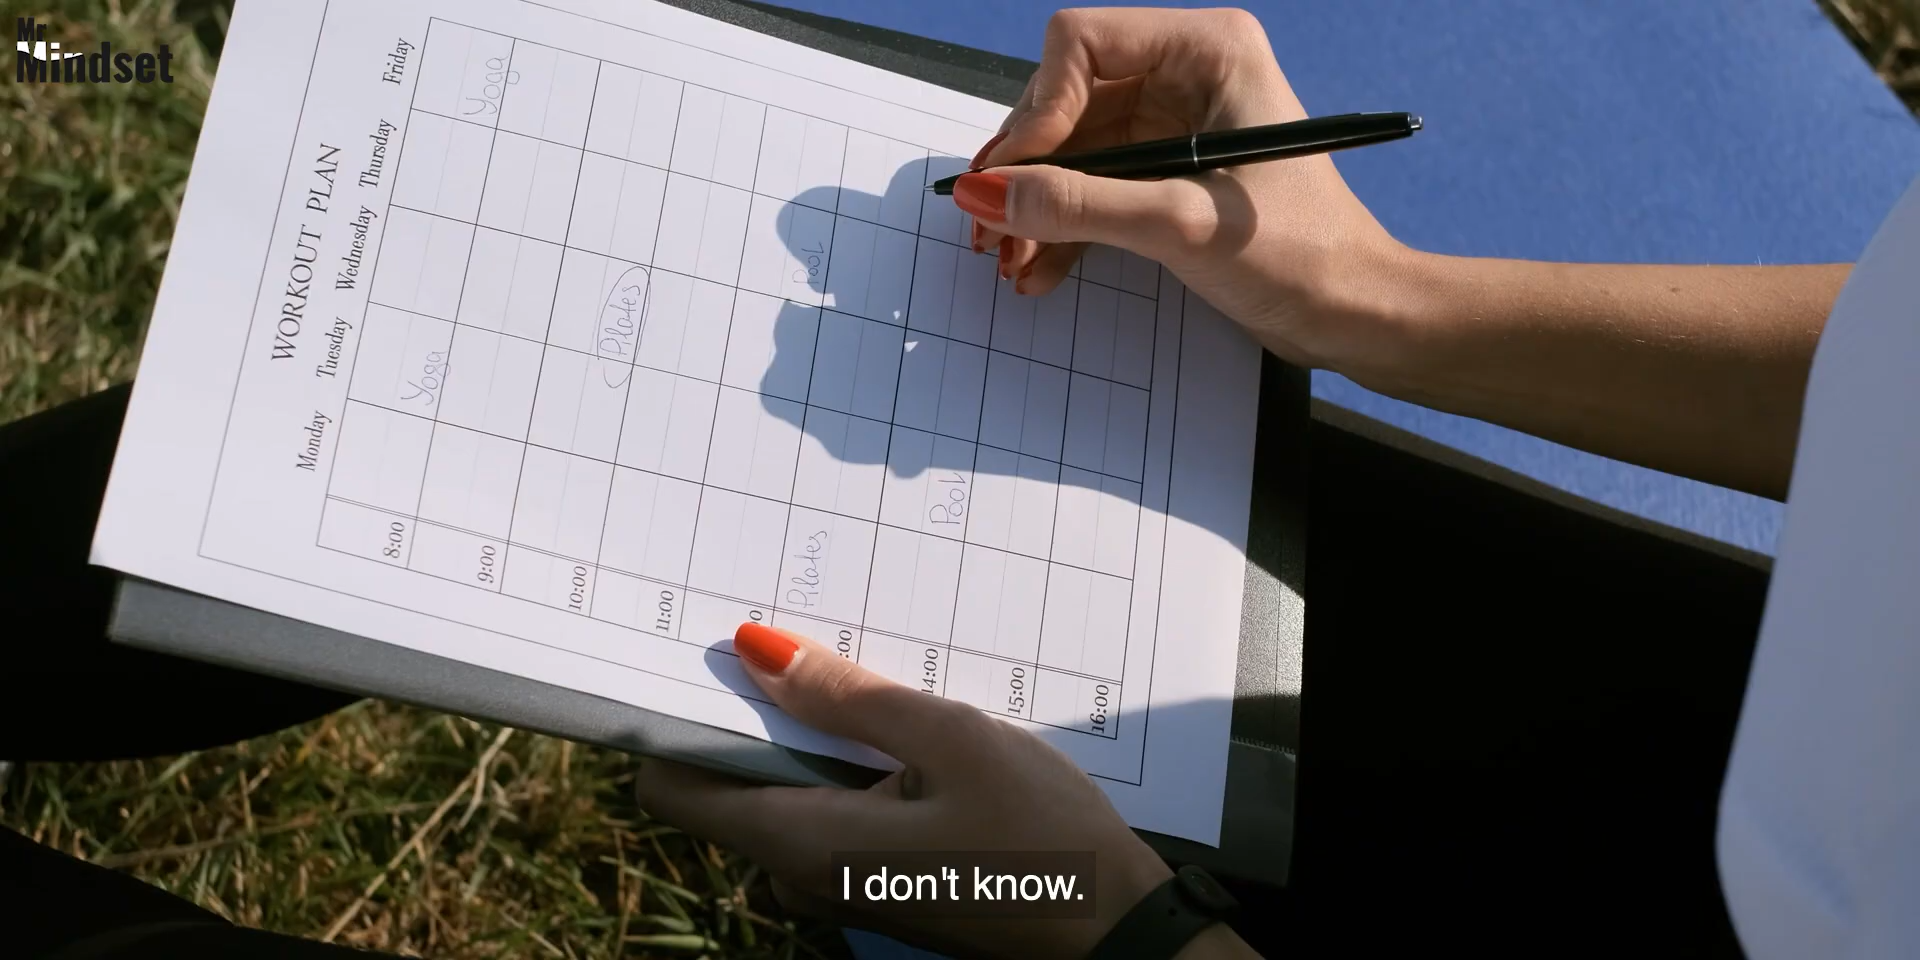 Mr
Mindset
WORKOUT PLAN
Monday Tuesday Wednesday Thursday Friday
8:00 Yoga Yoga
9:00
10:00 Pilates
11:00
Pool
:00 Pilates
14:00 Pool
15:00
16:00
I don't know.